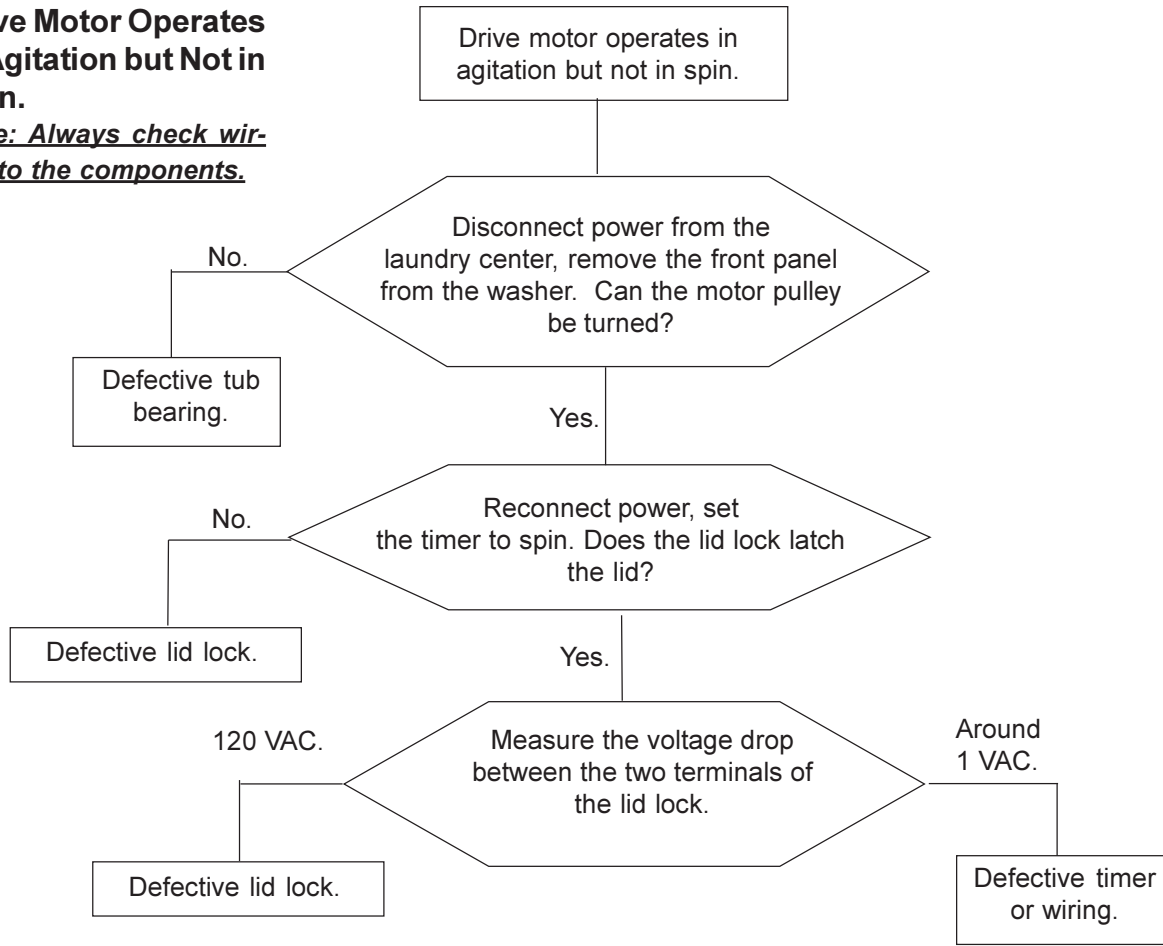 ve Motor Operates
Agitation but Not in
n.
e: Always check wir-
to the components.
Drive motor operates in
agitation but not in spin.
Disconnect power from the
laundry center, remove the front panel
from the washer. Can the motor pulley
be turned?
No.
Defective tub
bearing.
Yes.
Reconnect power, set
the timer to spin. Does the lid lock latch
the lid?
No.
Defective lid lock.
Yes.
Measure the voltage drop
between the two terminals of
the lid lock.
120 VAC.
Defective lid lock.
Around
1 VAC.
Defective timer
or wiring.